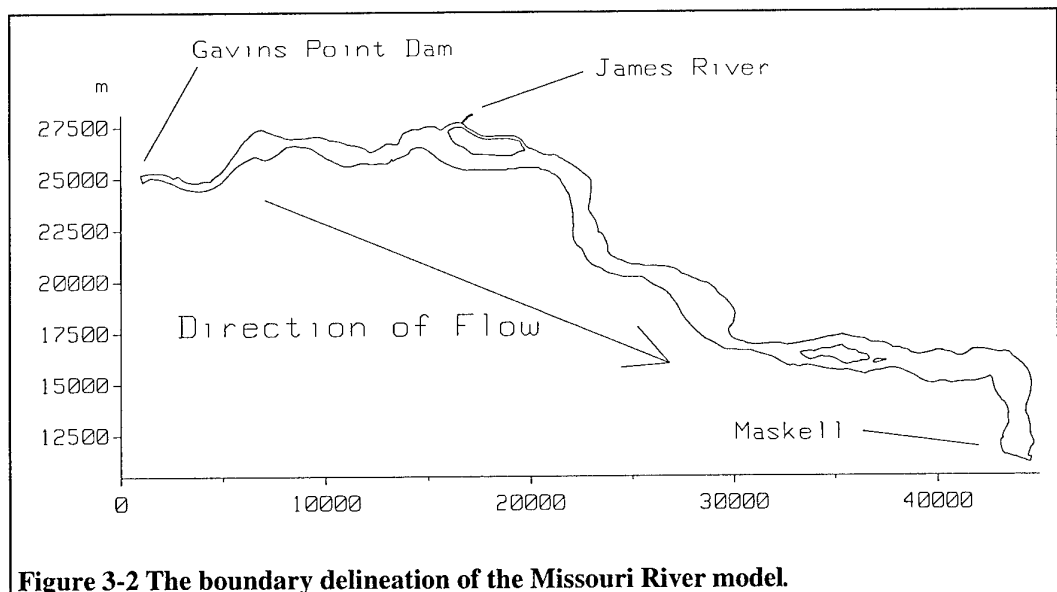 Gavins Point Dam
James River
m
27500
25000
22500
20000
17500
15000
12500
Direction of Flow
Maskell
0 10000 20000 30000 40000
Figure 3-2 The boundary delineation of the Missouri River model.